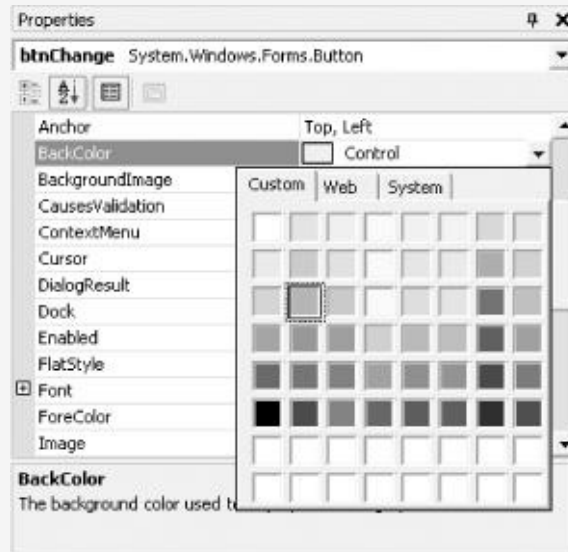 Properties
btnChange System.Windows.Forms.Button
Anchor Top, Left
BackColor Control
BackgroundImage
Custom Web System
CausesValidation
ContextMenu
Cursor
DialogResult
Dock
Enabled
FlatStyle
Font
ForeColor
Image
BackColor
The background color used